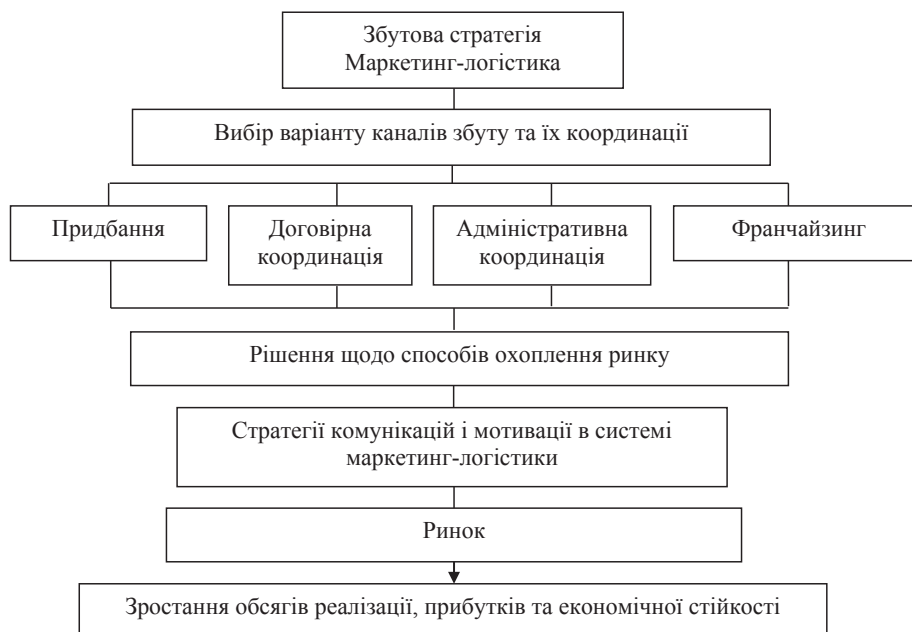 Збутова стратегія
Маркетинг-логістика
Вибір варіанту каналів збуту та їх координації
Придбання
Договірна
координація
Адміністративна
координація
Франчайзинг
Рішення щодо способів охоплення ринку
Стратегії комунікацій і мотивації в системі
маркетинг-логістики
Ринок
Зростання обсягів реалізації, прибутків та економічної стійкості